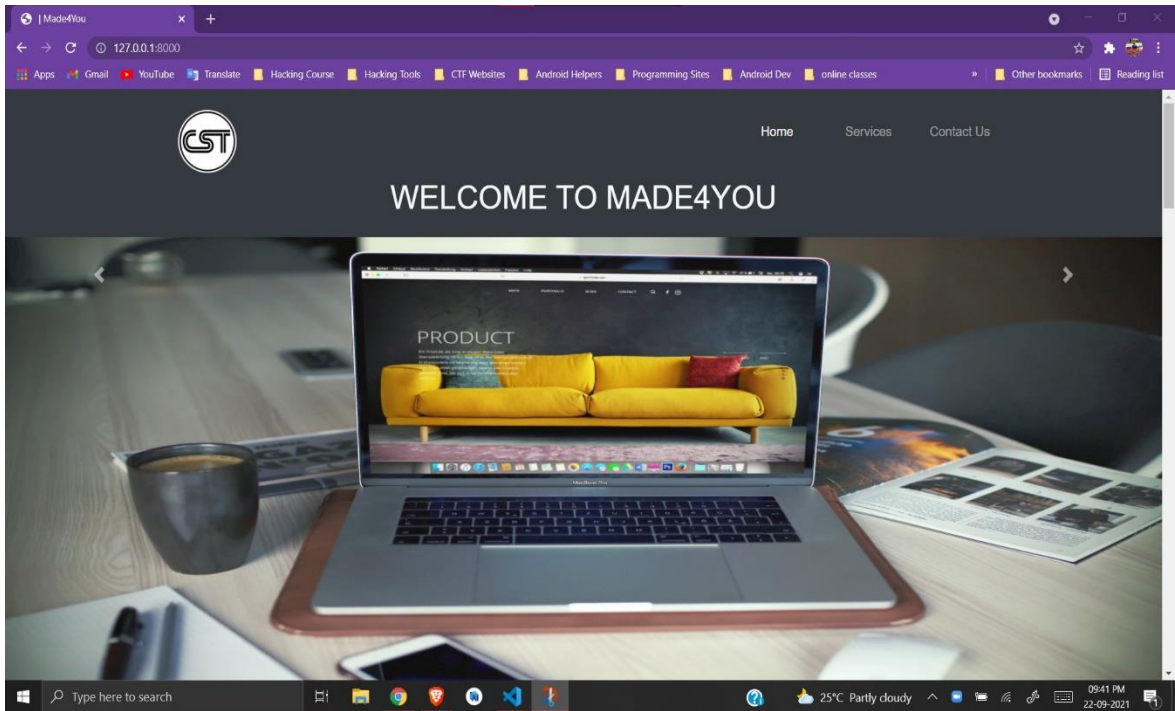 | Made4You
127.0.0.1:8000
Apps Gmail YouTube Translate Hacking Course Hacking Tools CTF Websites Android Helpers Programming Sites Android Dev online classes » Other bookmarks Reading list
CST
Home Services Contact Us
WELCOME TO MADE4YOU
PRODUCT
MacBook Pro
Type here to search
25°C Partly cloudy
09:41 PM
22-09-2021